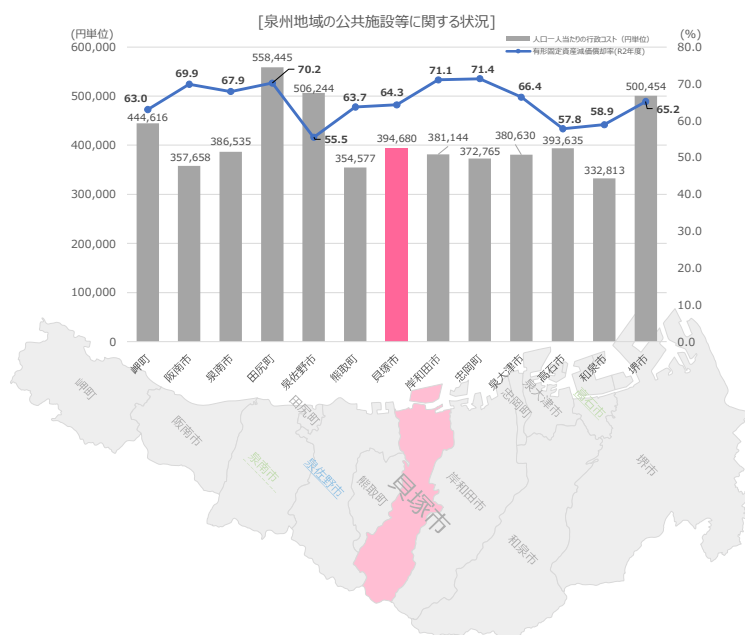 [泉州地域の公共施設等に関する状況]
(円単位)
人口一人当たりの行政コスト（円単位）
有形固定資産減価償却率(R2年度)
(%)
600,000
500,000
400,000
300,000
200,000
100,000
0
80.0
70.0
60.0
50.0
40.0
30.0
20.0
10.0
0.0
63.0
69.9
67.9
70.2
55.5
63.7
64.3
71.1
71.4
66.4
57.8
58.9
65.2
444,616
357,658
386,535
558,445
506,244
354,577
394,680
381,144
372,765
380,630
393,635
332,813
500,454
岬町
阪南市
泉南市
田尻町
泉佐野市
熊取町
貝塚市
岸和田市
忠岡町
泉大津市
高石市
和泉市
堺市
岬町
阪南市
泉南市
田尻町
泉佐野市
熊取町
貝塚市
岸和田市
忠岡町
泉大津市
高石市
和泉市
堺市